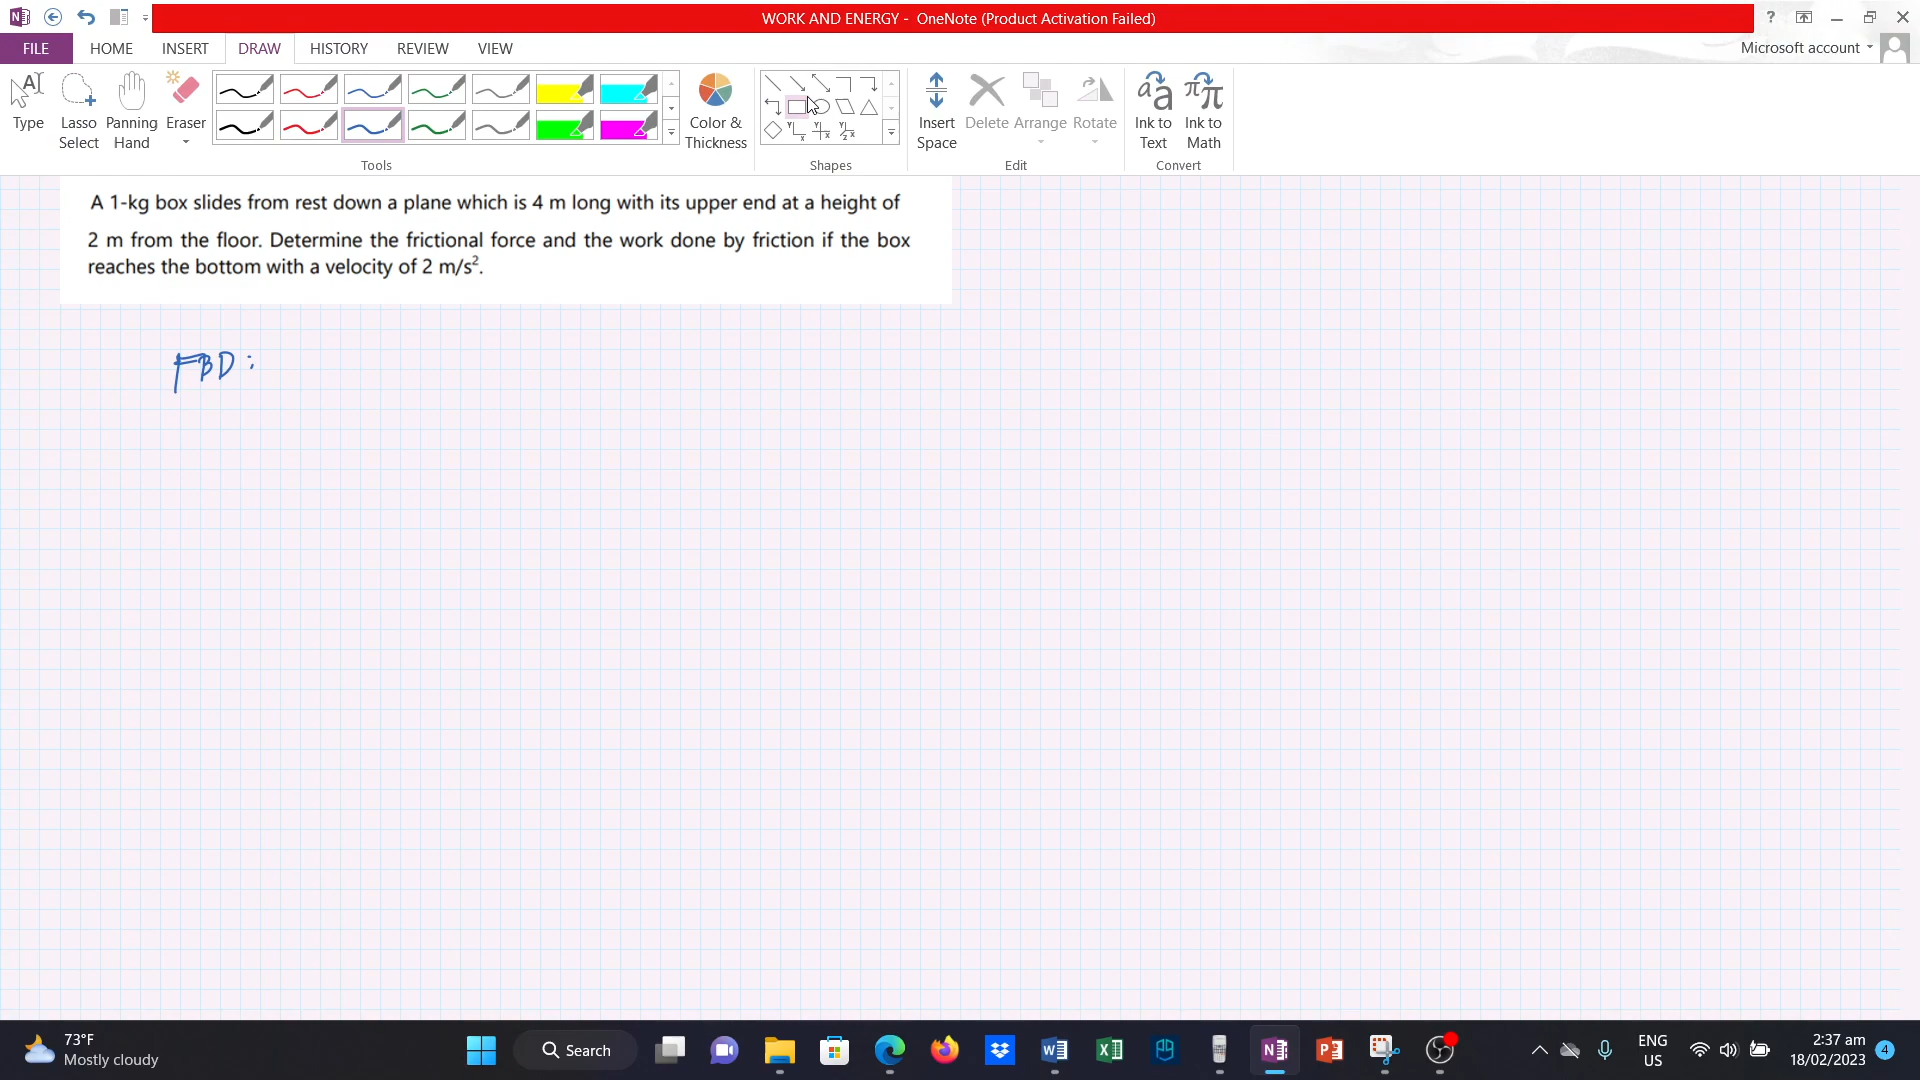 WORK AND ENERGY - OneNote (Product Activation Failed)
?
FILE HOME INSERT DRAW HISTORY REVIEW VIEW
Microsoft account
Type
Lasso Select
Panning Hand
Eraser
Color & Thickness
Insert Space
Delete
Arrange
Rotate
Ink to Text
Ink to Math
Tools Shapes Edit Convert
A 1-kg box slides from rest down a plane which is 4 m long with its upper end at a height of
2 m from the floor. Determine the frictional force and the work done by friction if the box
reaches the bottom with a velocity of 2 m/s².
FBD :
73°F
Mostly cloudy
Search
ENG
US
2:37 am
18/02/2023
4